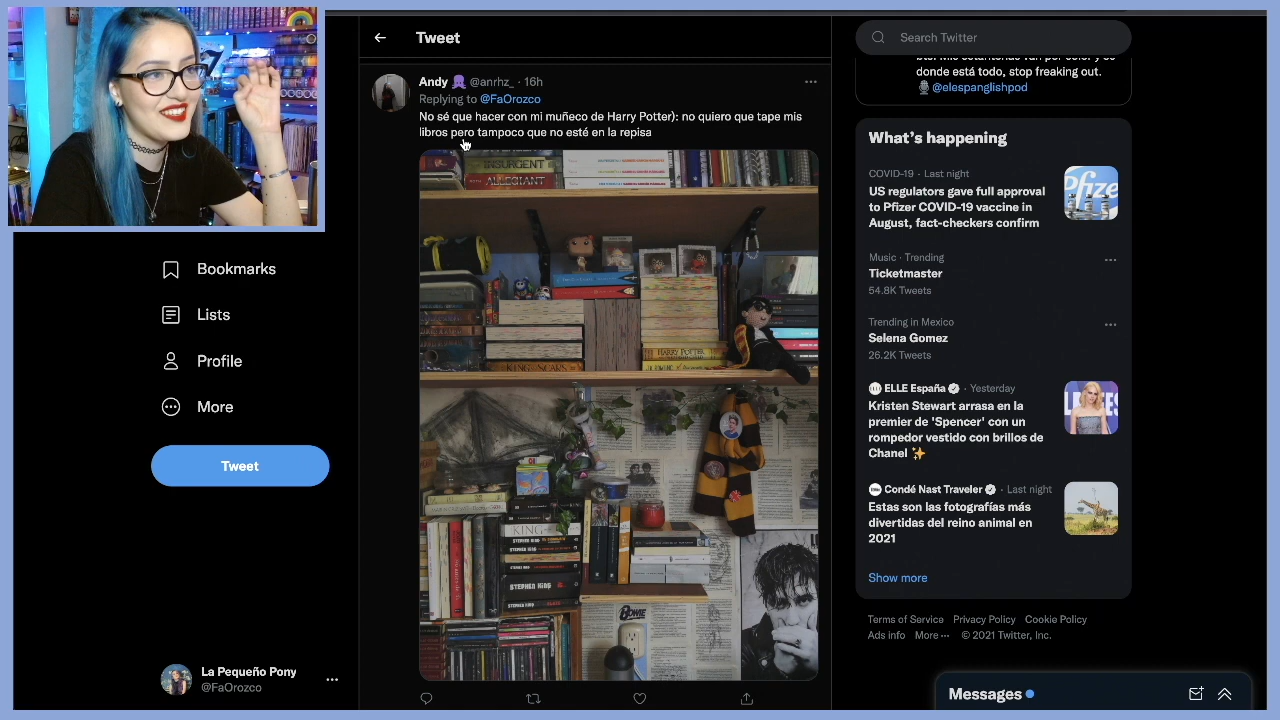 Tweet
Search Twitter
Andy @anrhz_ · 16h
Replying to @FaOrozco
No sé que hacer con mi muñeco de Harry Potter): no quiero que tape mis
libros pero tampoco que no está en la repisa
INSURGENT
ALLEGIANT
HARRY POTTER
KING SCARS
KING
STEPHEN KING
STEPHEN KING
STEPHEN KING
BOWIE
Bookmarks
Lists
Profile
More
Tweet
La Pequeño Pony
@FaOrozco
donde está todo, stop freaking out.
@elespanglishpod
What's happening
COVID-19 · Last night
US regulators gave full approval
to Pfizer COVID-19 vaccine in
August, fact-checkers confirm
Pfize
Music · Trending
Ticketmaster
54.8K Tweets
Trending in Mexico
Selena Gomez
26.2K Tweets
ELLE España · Yesterday
Kristen Stewart arrasa en la
premier de 'Spencer' con un
rompedor vestido con brillos de
Chanel
Condé Nast Traveler · Last night
Estas son las fotografías más
divertidas del reino animal en
2021
Show more
Terms of Service Privacy Policy Cookie Policy
Ads info More ··· © 2021 Twitter, Inc.
Messages